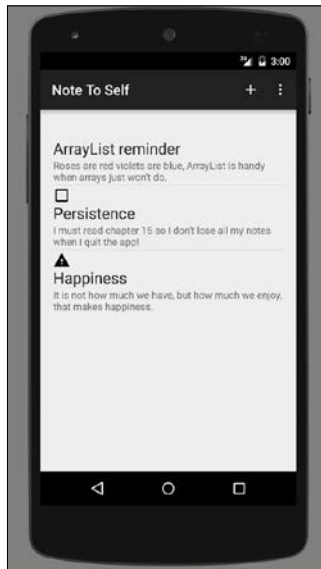 3:00
Note To Self
ArrayList reminder
Roses are red violets are blue, ArrayList is handy
when arrays just won't do.
Persistence
I must read chapter 15 so I don't lose all my notes
when I quit the app!
Happiness
It is not how much we have, but how much we enjoy,
that makes happiness.